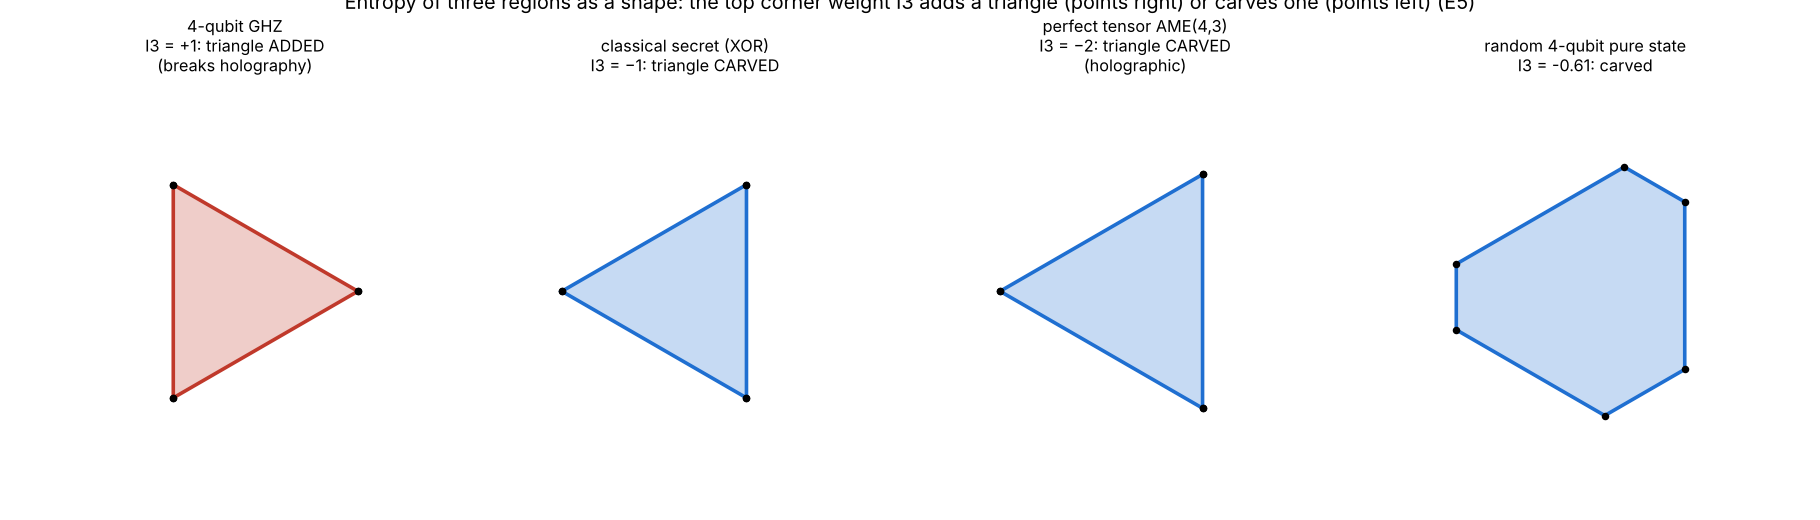 Entropy of three regions as a shape: the top corner weight I3 adds a triangle (points right) or carves one (points left) (E5)
4-qubit GHZ
I3 = +1: triangle ADDED
(breaks holography)
classical secret (XOR)
I3 = −1: triangle CARVED
perfect tensor AME(4,3)
I3 = −2: triangle CARVED
(holographic)
random 4-qubit pure state
I3 = -0.61: carved